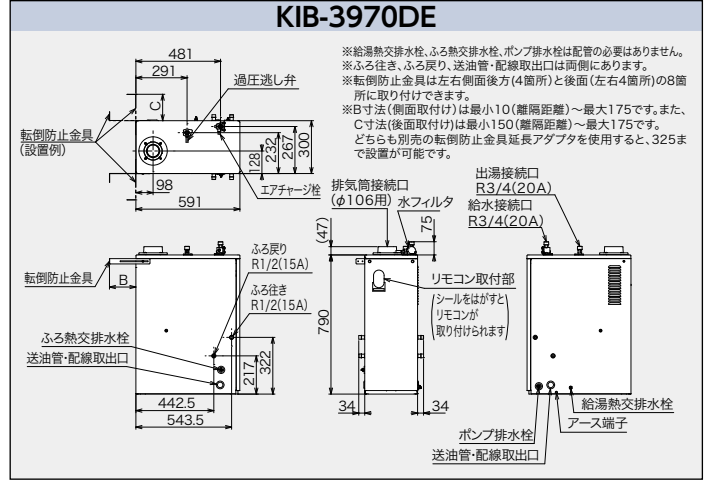 KIB-3970DE
※給湯熱交排水栓、ふろ熱交排水栓、ポンプ排水栓は配管の必要はありません。
※ふろ往き、ふろ戻り、送油管・配線取出口は両側にあります。
※転倒防止金具は左右側面後方(4箇所)と後面(左右4箇所)の8箇
所に取り付けできます。
※B寸法(側面取付け)は最小10(離隔距離)〜最大175です。また、
C寸法(後面取付け)は最小150(離隔距離)〜最大175です。
どちらも別売の転倒防止金具延長アダプタを使用すると、325ま
で設置が可能です。
481
291
過圧逃し弁
C
転倒防止金具
(設置例)
128
232
267
300
98
エアチャージ栓
591
排気筒接続口
(φ106用)
水フィルタ
(47)
75
出湯接続口
R3/4(20A)
給水接続口
R3/4(20A)
ふろ戻り
R1/2(15A)
転倒防止金具
B
ふろ往き
R1/2(15A)
リモコン取付部
(シールをはがすと
リモコンが
取り付けられます)
790
ふろ熱交排水栓
送油管・配線取出口
217
322
442.5
543.5
34
34
給湯熱交排水栓
アース端子
ポンプ排水栓
送油管・配線取出口